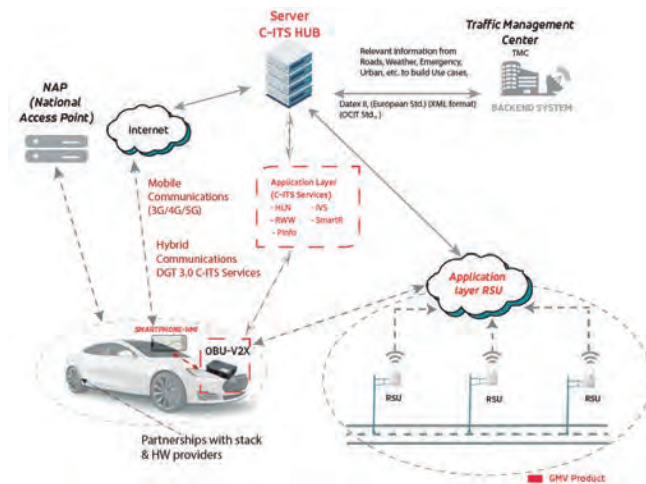 Server
C-ITS HUB
Traffic Management
Center
TMC
BACKEND SYSTEM
Relevant Information from
Roads, Weather, Emergency,
Urban, etc. to build Use cases,
Datex II, (European Std.) (XML format)
(OCIT Std., )
NAP
(National
Access Point)
Internet
Mobile
Communications
(3G/4G/5G)
Hybrid
Communications
DGT 3.0 C-ITS Services
Application Layer
(C-ITS Services)
- HLN - IVS
- RWW - SmartR
- PInfo
Application
layer RSU
SMARTPHONE-HMI
OBU-V2X
RSU
RSU
RSU
Partnerships with stack
& HW providers
GMV Product